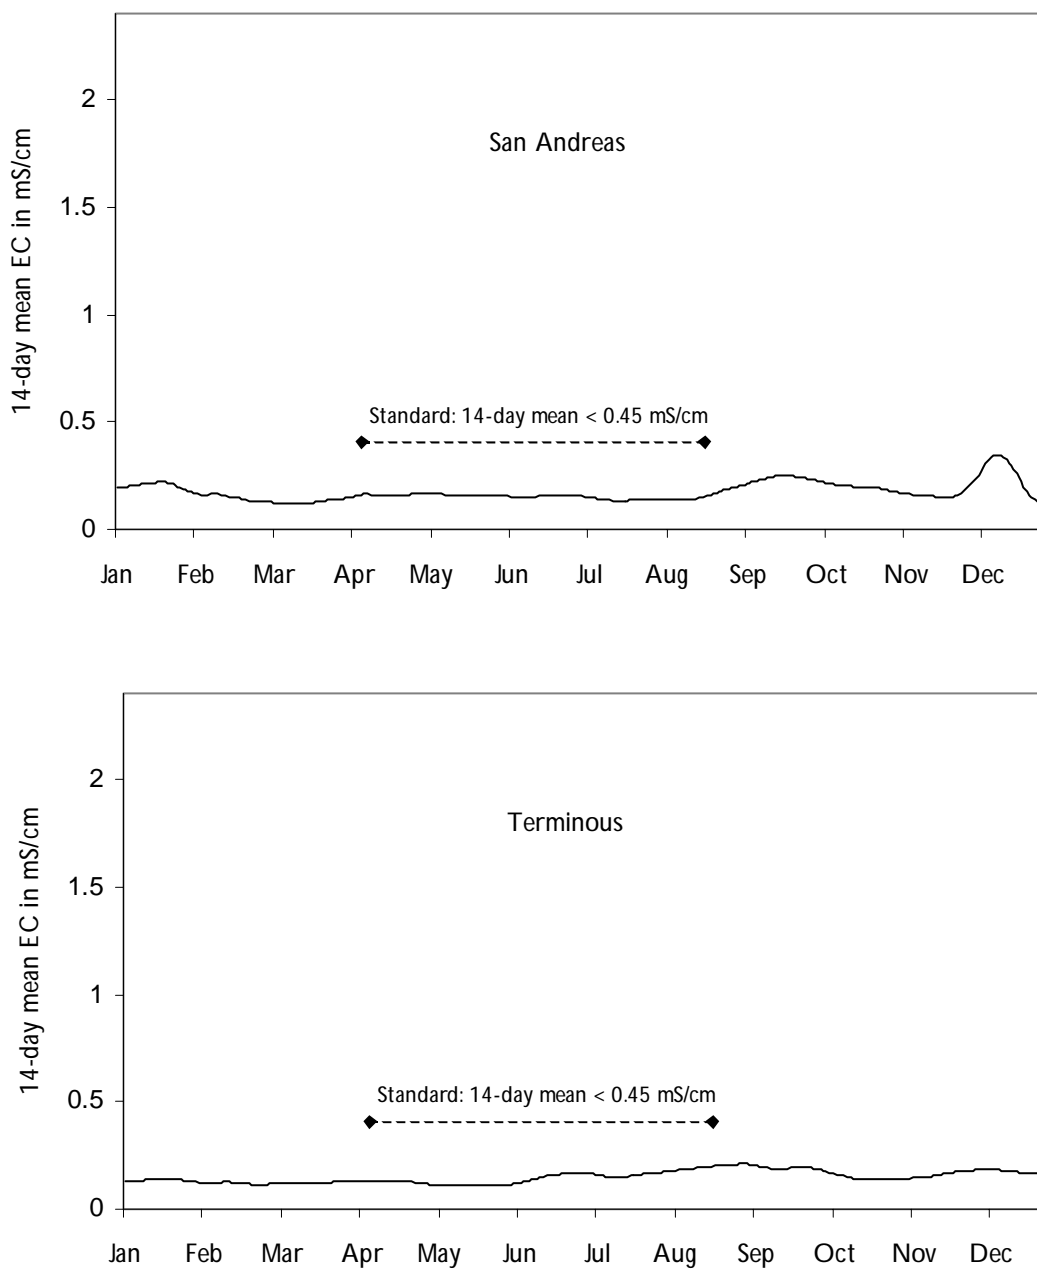 14-day mean EC in mS/cm
2
1.5
1
0.5
0
San Andreas
Standard: 14-day mean < 0.45 mS/cm
Jan Feb Mar Apr May Jun Jul Aug Sep Oct Nov Dec
14-day mean EC in mS/cm
2
1.5
1
0.5
0
Terminous
Standard: 14-day mean < 0.45 mS/cm
Jan Feb Mar Apr May Jun Jul Aug Sep Oct Nov Dec